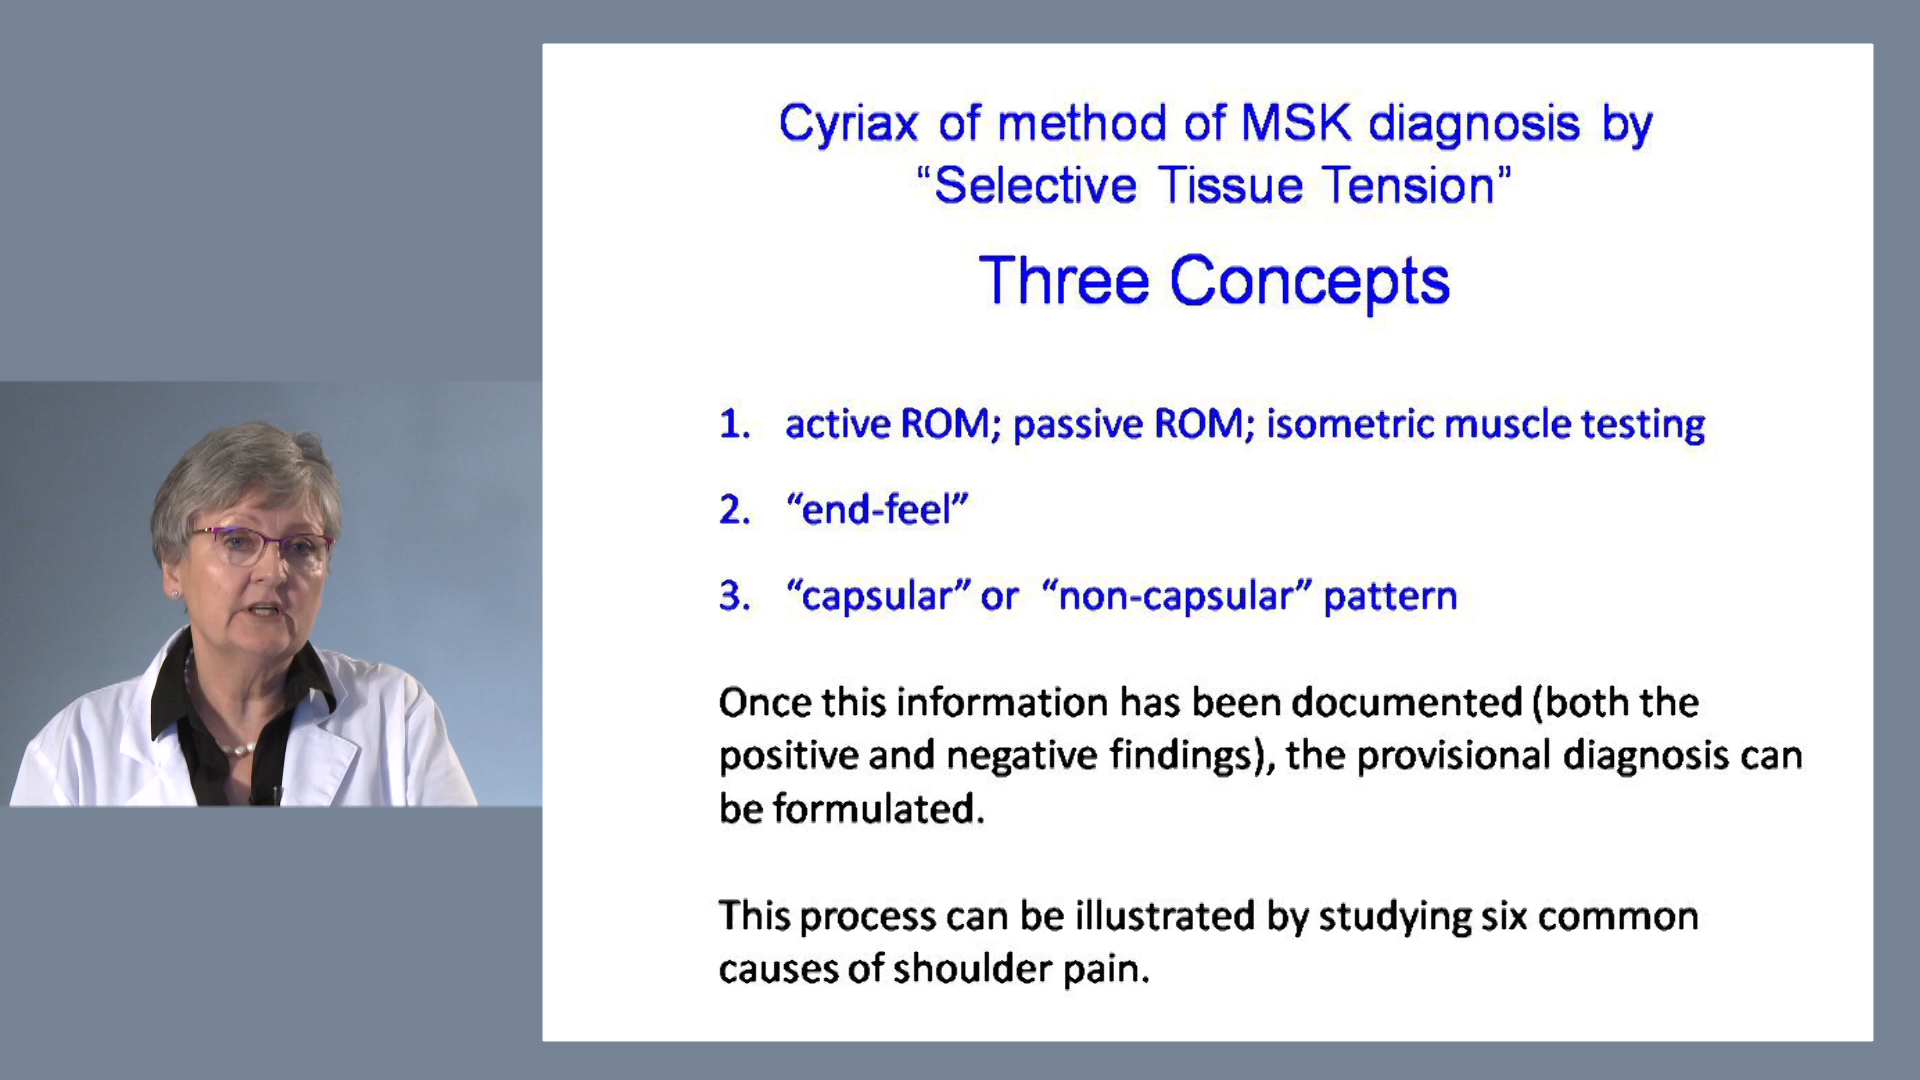 Cyriax of method of MSK diagnosis by
“Selective Tissue Tension”
Three Concepts
1. active ROM; passive ROM; isometric muscle testing
2. “end-feel”
3. “capsular” or “non-capsular” pattern
Once this information has been documented (both the
positive and negative findings), the provisional diagnosis can
be formulated.
This process can be illustrated by studying six common
causes of shoulder pain.